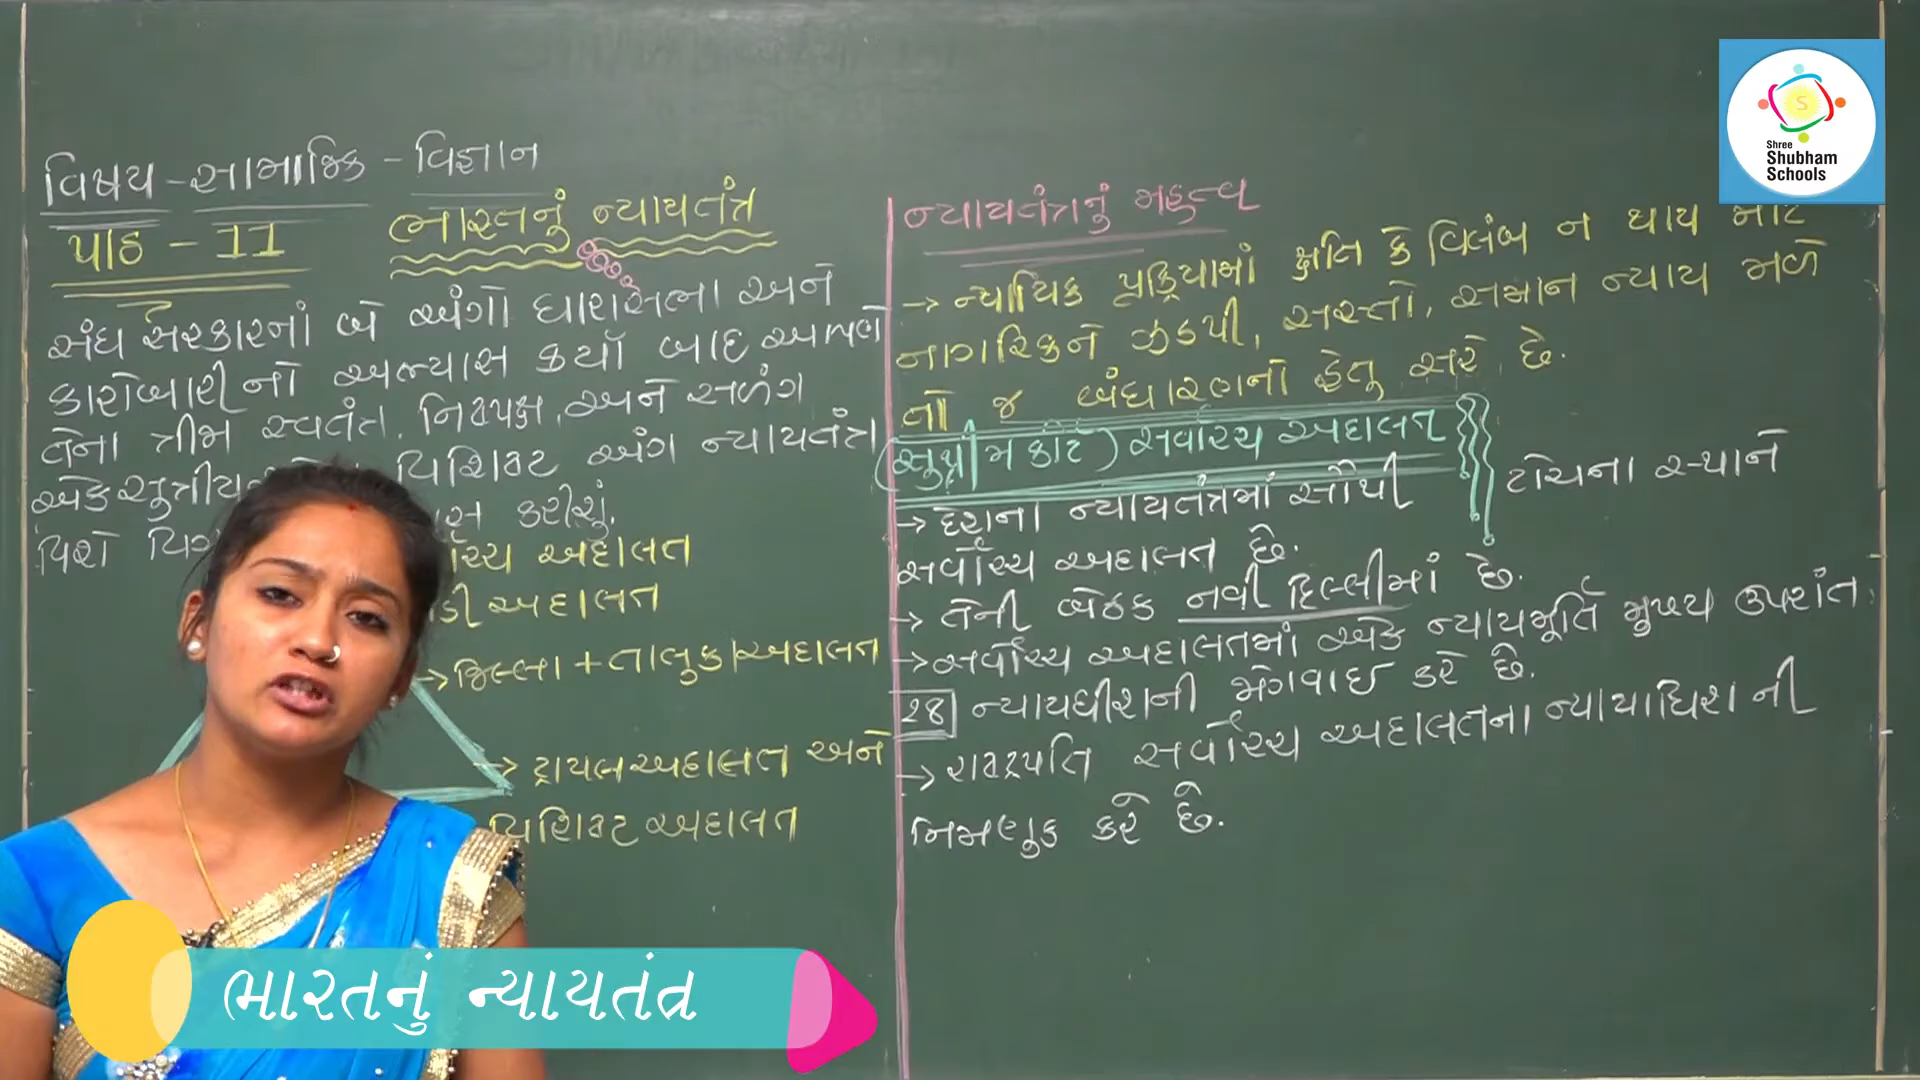 વિષય - સામાજિક - વિજ્ઞાન
પાઠ - 11
ભારતનું ન્યાયતંત્ર
સંઘ સરકારનાં બે અંગો ધારાસભા અને
કારોબારીનો અભ્યાસ કર્યો બાદ આપણે
તેના ત્રીજા સ્વતંત્ર, નિષ્પક્ષ, અને સળંગ
એકસૂત્રીય વિશિષ્ટ અંગ ન્યાયતંત્ર
વિશે કરીશું.
અદાલત
અદાલત
→ જિલ્લા + તાલુકા અદાલત
→ ટ્રાયલ અદાલત અને
વિશિષ્ટ અદાલત
ન્યાયતંત્રનું મહત્વ
→ ન્યાયિક પ્રક્રિયામાં ક્ષતિ કે વિલંબ ન થાય માટે
નાગરિકને ઝડપી, સસ્તો, સમાન ન્યાય મળે
તો જ બંધારણનો હેતુ સરે છે.
(સુપ્રીમ કોર્ટ) સર્વોચ્ચ અદાલત
→ દેશના ન્યાયતંત્રમાં સૌથી ટોચના સ્થાને
સર્વોચ્ચ અદાલત છે.
→ તેની બેઠક નવી દિલ્લીમાં છે.
→ સર્વોચ્ચ અદાલતમાં એક ન્યાયમૂર્તિ મુખ્ય ઉપરાંત
28 ન્યાયધીશની ભોગવાઈ કરે છે.
→ રાષ્ટ્રપતિ સર્વોચ્ચ અદાલતના ન્યાયાધિશ ની
નિમણુક કરે છે.
S
Shree
Shubham
Schools
ભારતનું ન્યાયતંત્ર